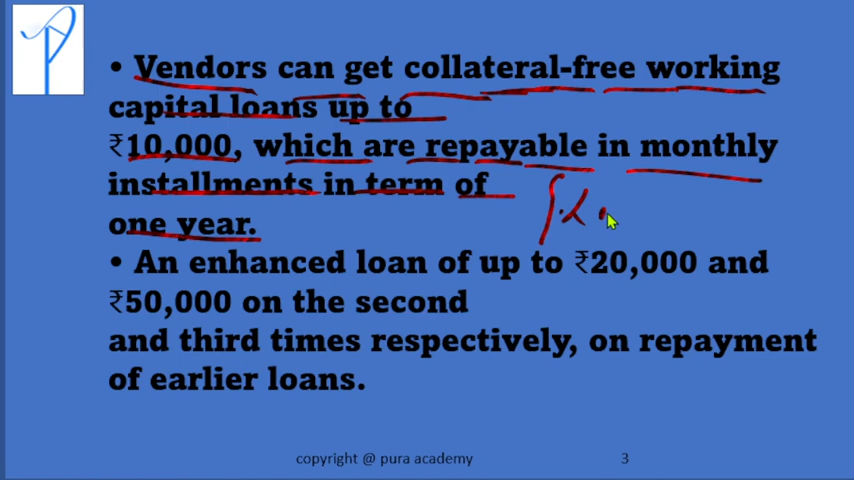 • Vendors can get collateral-free working
capital loans up to
₹10,000, which are repayable in monthly
installments in term of
one year.
• An enhanced loan of up to ₹20,000 and
₹50,000 on the second
and third times respectively, on repayment
of earlier loans.
copyright @ pura academy 3